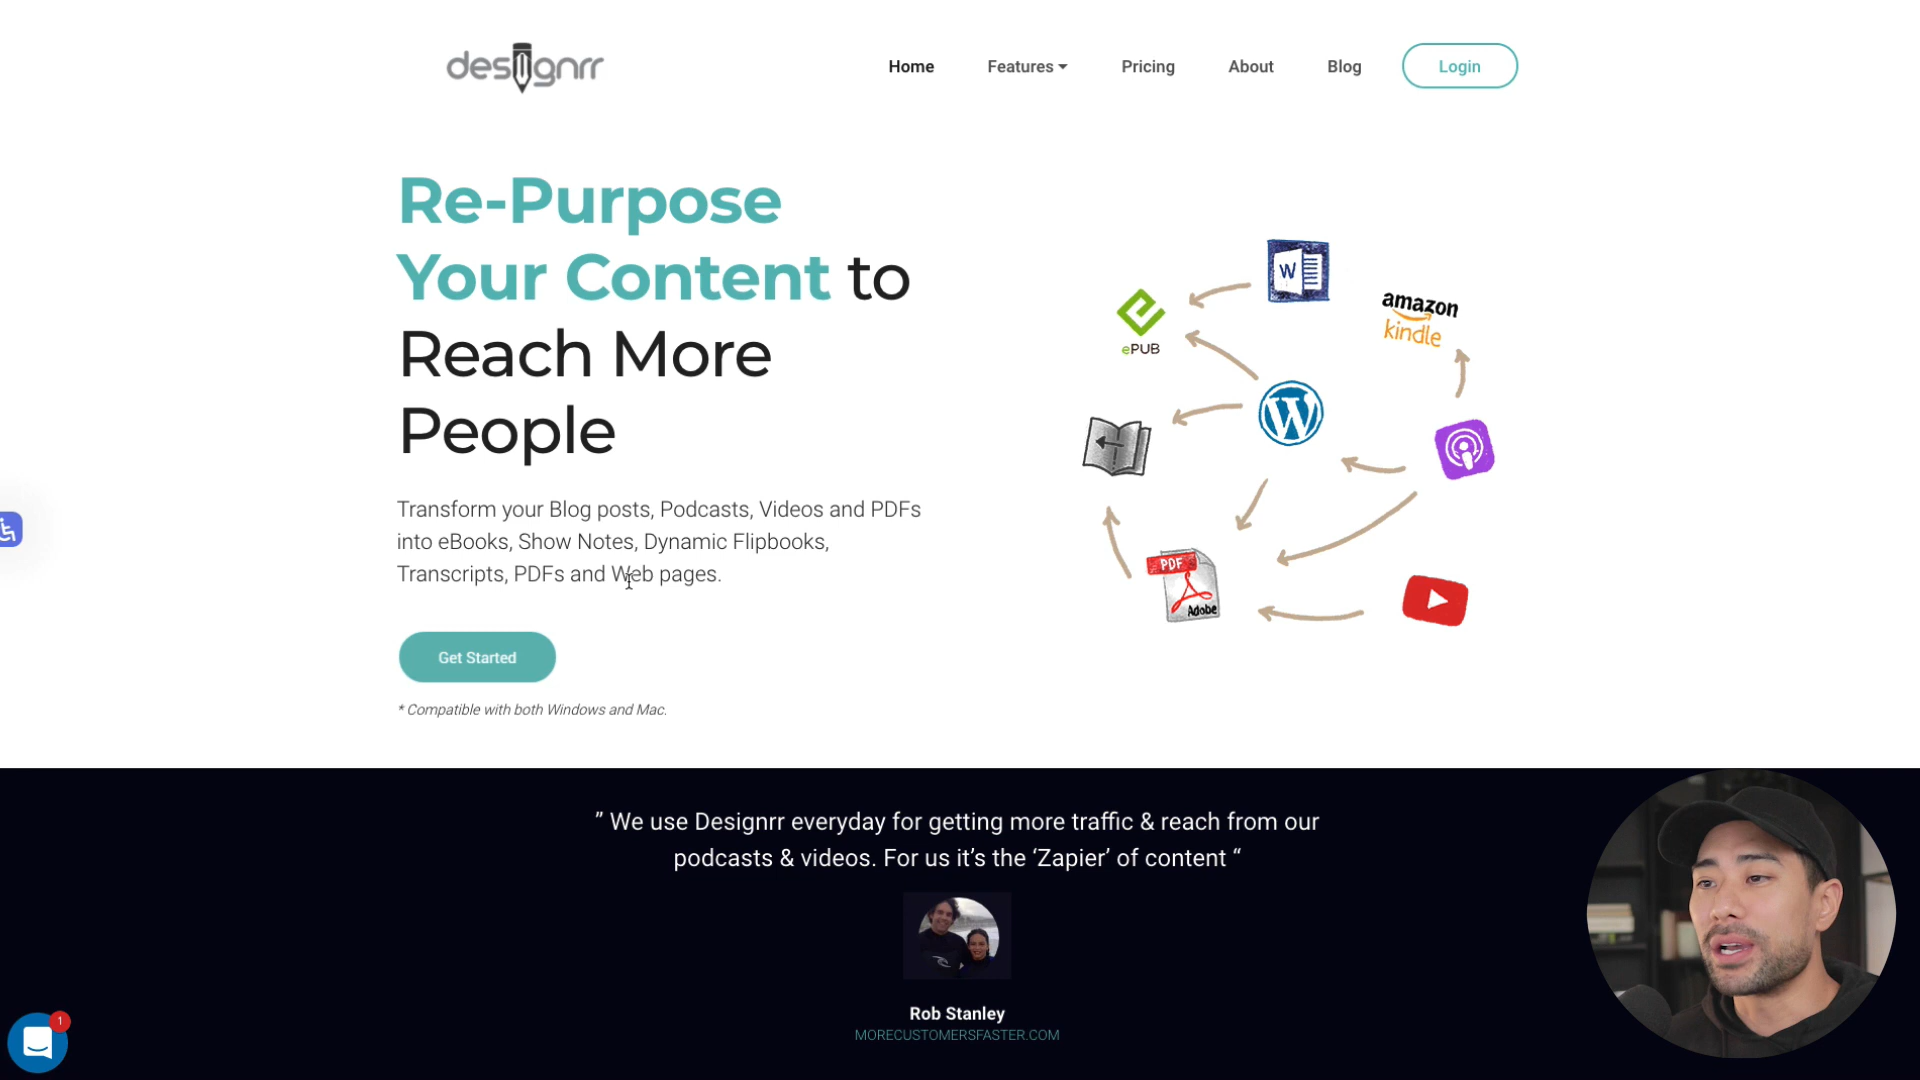 designrr
Home
Features
Pricing
About
Blog
Login
Re-Purpose
Your Content to
Reach More
People
Transform your Blog posts, Podcasts, Videos and PDFs
into eBooks, Show Notes, Dynamic Flipbooks,
Transcripts, PDFs and Web pages.
Get Started
* Compatible with both Windows and Mac.
W
ePUB
amazon
kindle
W
PDF
Adobe
” We use Designrr everyday for getting more traffic & reach from our
podcasts & videos. For us it’s the ‘Zapier’ of content “
Rob Stanley
MORECUSTOMERSFASTER.COM
1